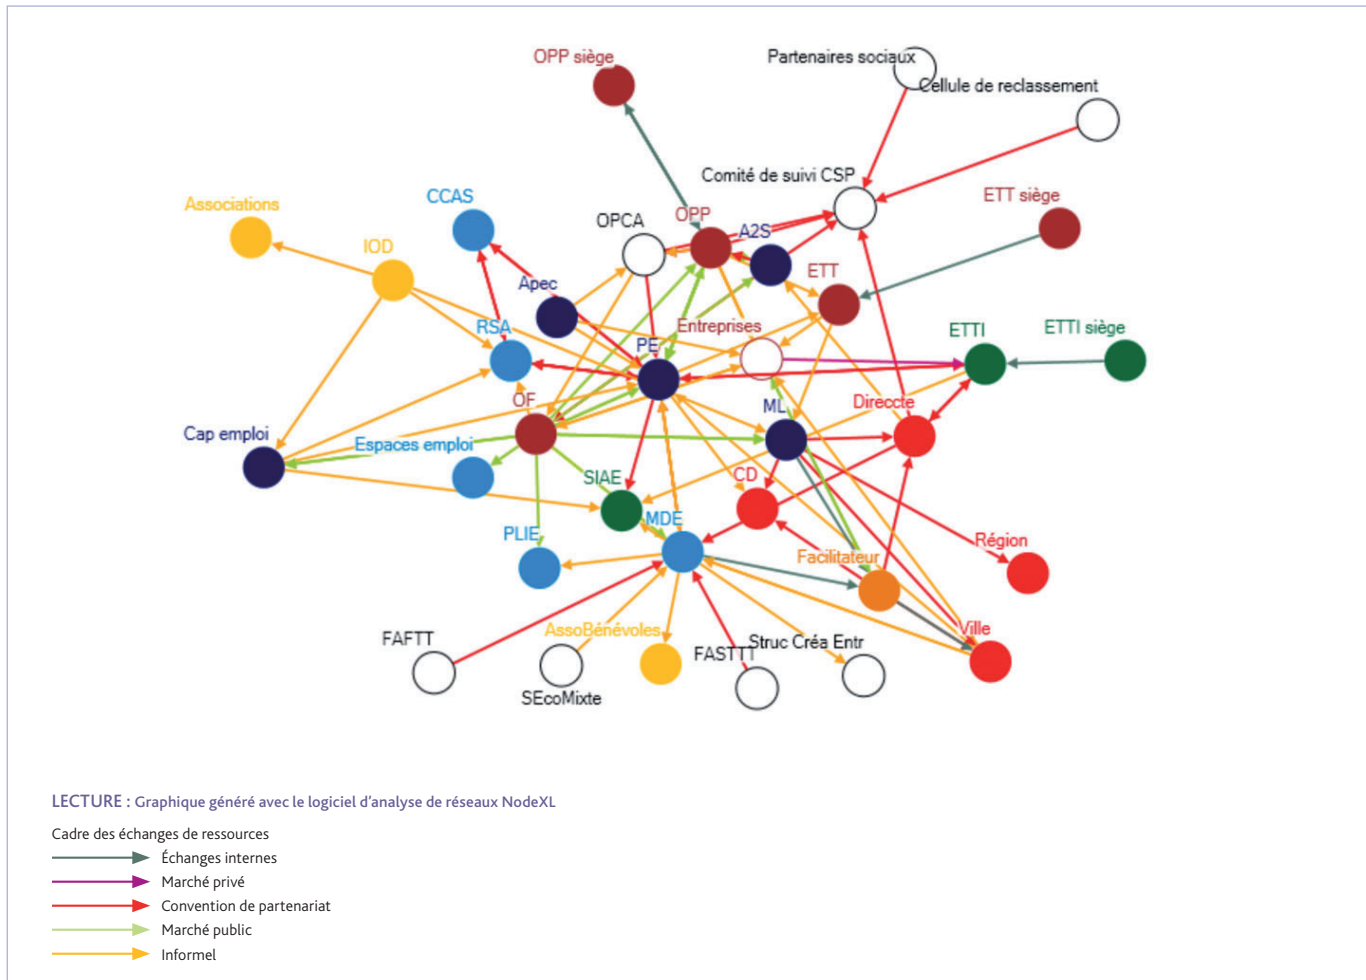 OPP siège
Partenaires sociaux
Cellule de reclassement
Comité de suivi CSP
CCAS
ETT siège
Associations
OPCA
OPP
A2S
IOD
ETT
Apec
RSA
Entreprises
ETTI
ETTI siège
PE
OF
ML
Direccte
Cap emploi
Espaces emploi
SIAE
CD
MDE
PLIE
Région
Facilitateur
FAFTT
AssoBénévoles
Ville
Struc Créa Entr
FASTTT
SEcoMixte
LECTURE : Graphique généré avec le logiciel d'analyse de réseaux NodeXL
Cadre des échanges de ressources
Échanges internes
Marché privé
Convention de partenariat
Marché public
Informel